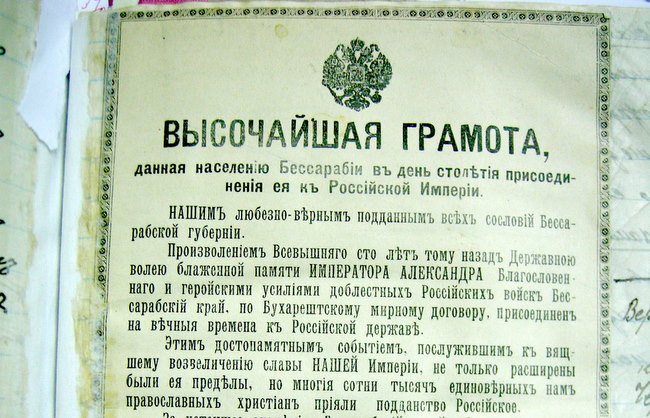 ВЫСОЧАЙШАЯ ГРАМОТА,
данная населенію Бессарабіи въ день столѣтія присоеди-
ненія ея къ Россійской Имперіи.
НАШИМЪ любезно-вѣрнымъ подданнымъ всѣхъ сословій Бесса-
рабской губерніи.
Произволеніемъ Всевышняго сто лѣтъ тому назадъ Державною
волею блаженной памяти ИМПЕРАТОРА АЛЕКСАНДРА Благословен-
наго и геройскими усиліями доблестныхъ Россійскихъ войскъ Бес-
сарабскій край, по Бухарештскому мирному договору, присоединенъ
на вѣчныя времена къ Россійской державѣ.
Этимъ достопамятнымъ событіемъ, послужившимъ къ вящ-
шему возвеличенію славы НАШЕЙ Имперіи, не только расширены
были ея предѣлы, но многія сотни тысячъ единовѣрныхъ намъ
православныхъ христіанъ пріяли подданство Россійское.